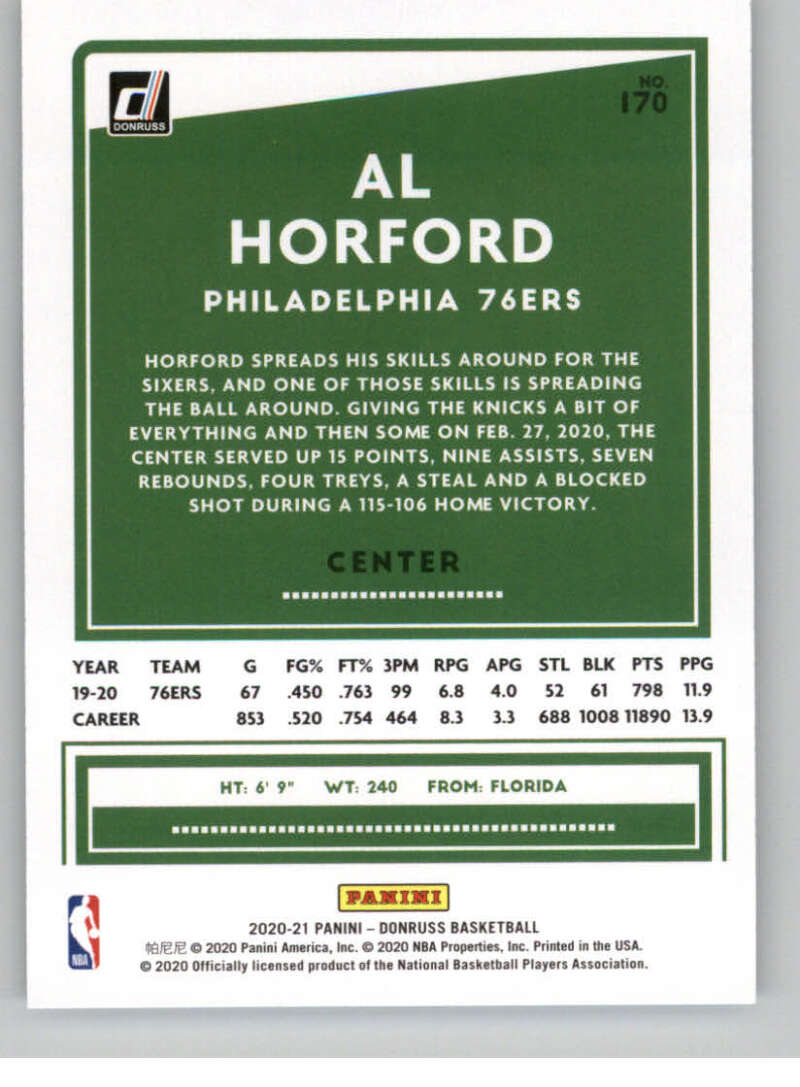 DONRUSS
NO.
170
AL
HORFORD
PHILADELPHIA 76ERS
HORFORD SPREADS HIS SKILLS AROUND FOR THE
SIXERS, AND ONE OF THOSE SKILLS IS SPREADING
THE BALL AROUND. GIVING THE KNICKS A BIT OF
EVERYTHING AND THEN SOME ON FEB. 27, 2020, THE
CENTER SERVED UP 15 POINTS, NINE ASSISTS, SEVEN
REBOUNDS, FOUR TREYS, A STEAL AND A BLOCKED
SHOT DURING A 115-106 HOME VICTORY.
CENTER
YEAR TEAM G FG% FT% 3PM RPG APG STL BLK PTS PPG
19-20 76ERS 67 .450 .763 99 6.8 4.0 52 61 798 11.9
CAREER 853 .520 .754 464 8.3 3.3 688 1008 11890 13.9
HT: 6' 9" WT: 240 FROM: FLORIDA
PANINI
2020-21 PANINI – DONRUSS BASKETBALL
帕尼尼 © 2020 Panini America, Inc. © 2020 NBA Properties, Inc. Printed in the USA.
© 2020 Officially licensed product of the National Basketball Players Association.
NBA